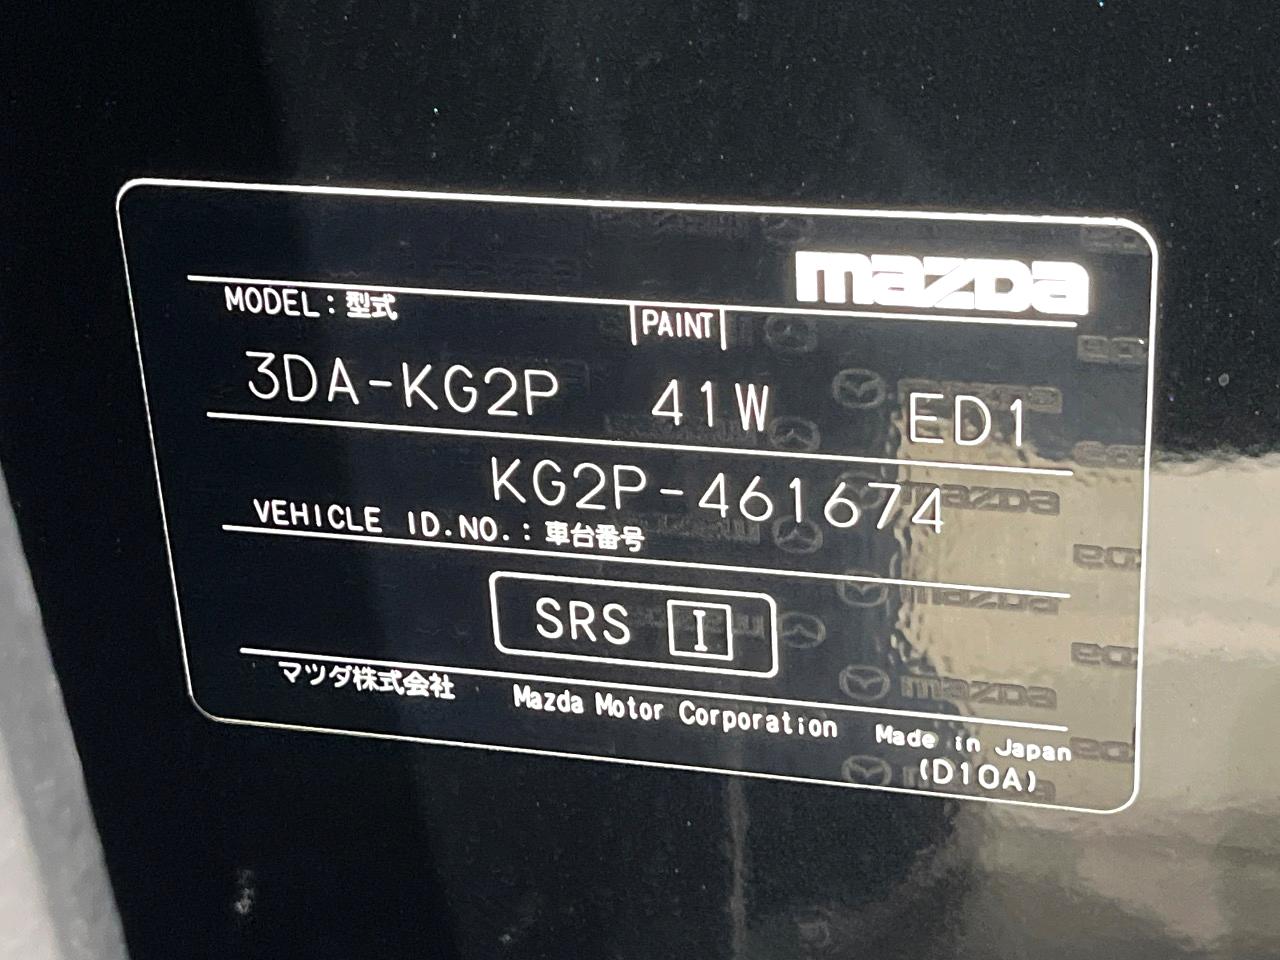 mazda
MODEL：型式
PAINT
3DA-KG2P 41W ED1
KG2P-461674
VEHICLE ID.NO.：車台番号
SRS I
マツダ株式会社 Mazda Motor Corporation Made in Japan
(D10A)